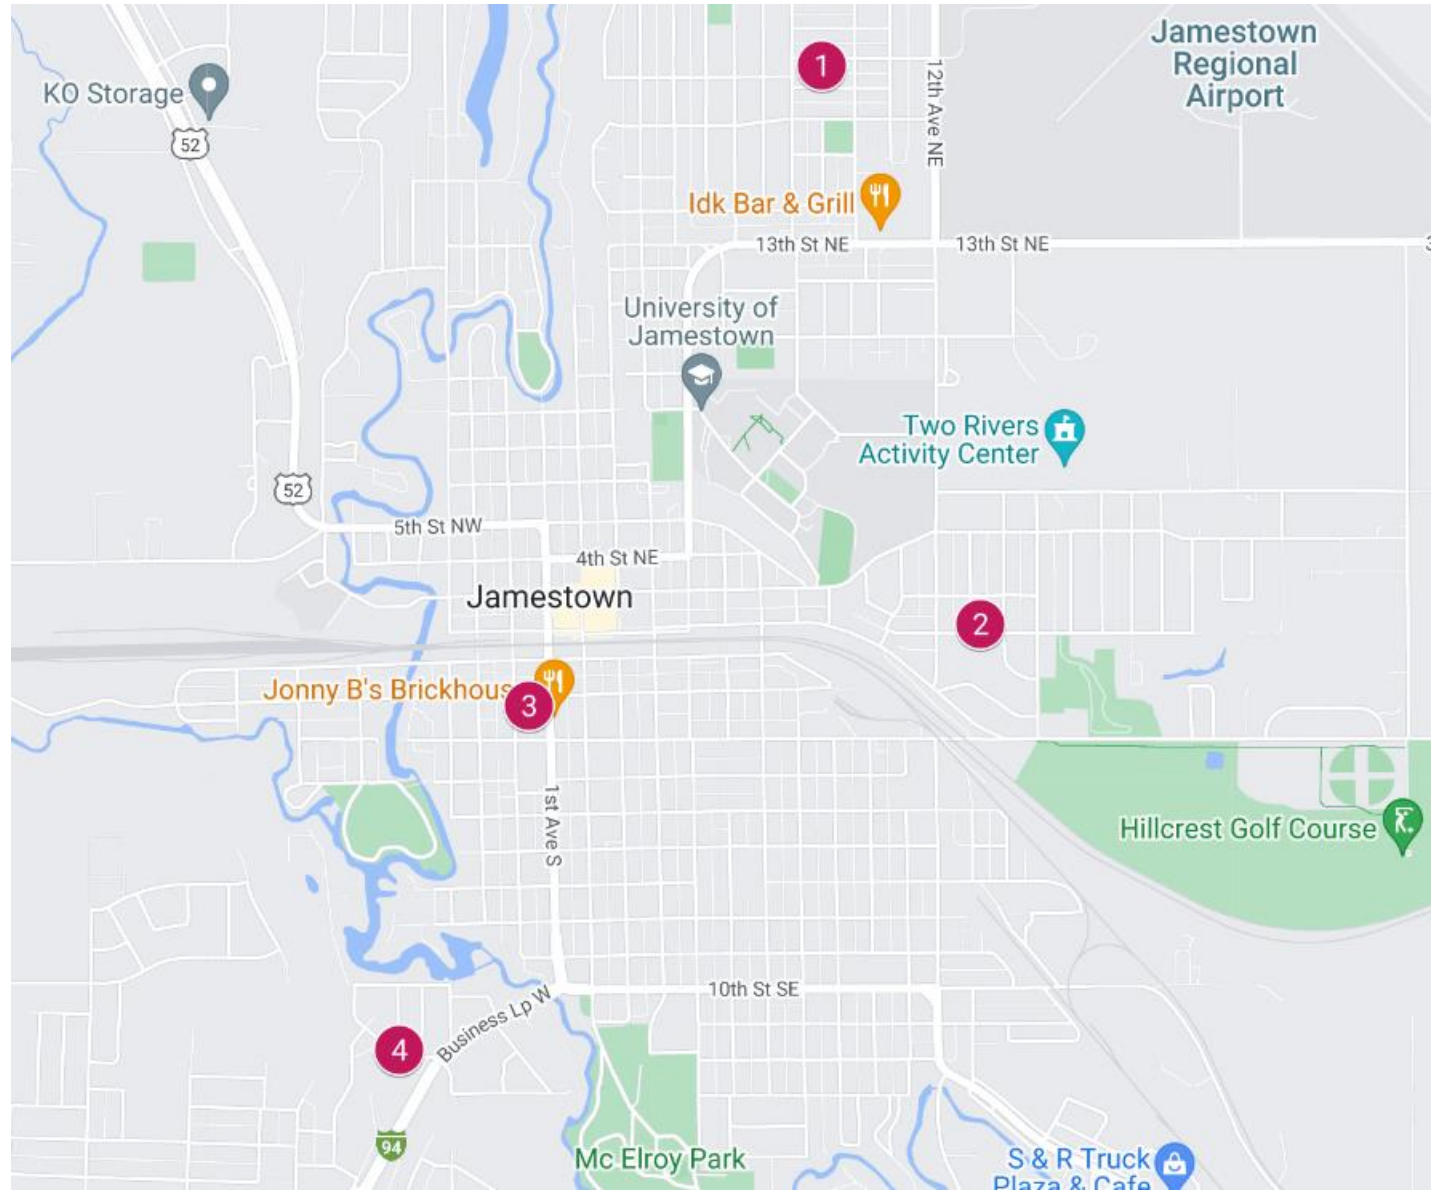 Jamestown
Regional
Airport
1
KO Storage
52
12th Ave NE
Idk Bar & Grill
13th St NE
13th St NE
3
University of
Jamestown
Two Rivers
Activity Center
52
5th St NW
4th St NE
Jamestown
2
Jonny B's Brickhous
3
1st Ave S
Hillcrest Golf Course
10th St SE
Business Lp W
4
94
Mc Elroy Park
S & R Truck
Plaza & Cafe